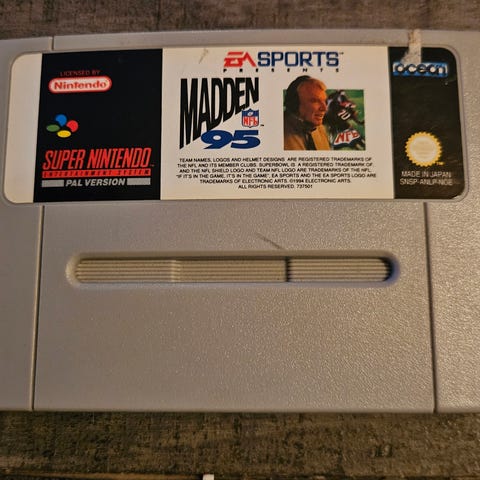 LICENSED BY
Nintendo
SUPER NINTENDO
ENTERTAINMENT SYSTEM
PAL VERSION
EA SPORTS
PRESENTS
MADDEN
NFL
95
NFL
TEAM NAMES, LOGOS AND HELMET DESIGNS ARE REGISTERED TRADEMARKS OF
THE NFL AND ITS MEMBER CLUBS. SUPERBOWL IS A REGISTERED TRADEMARK OF,
AND THE NFL SHIELD LOGO AND TEAM NFL LOGO ARE TRADEMARKS OF THE NFL.
"IF IT'S IN THE GAME, IT'S IN THE GAME", EA SPORTS AND THE EA SPORTS LOGO ARE
TRADEMARKS OF ELECTRONIC ARTS. ©1994 ELECTRONIC ARTS.
ALL RIGHTS RESERVED. 737501
ocean
MADE IN JAPAN
SNSP-ANLP-NOE